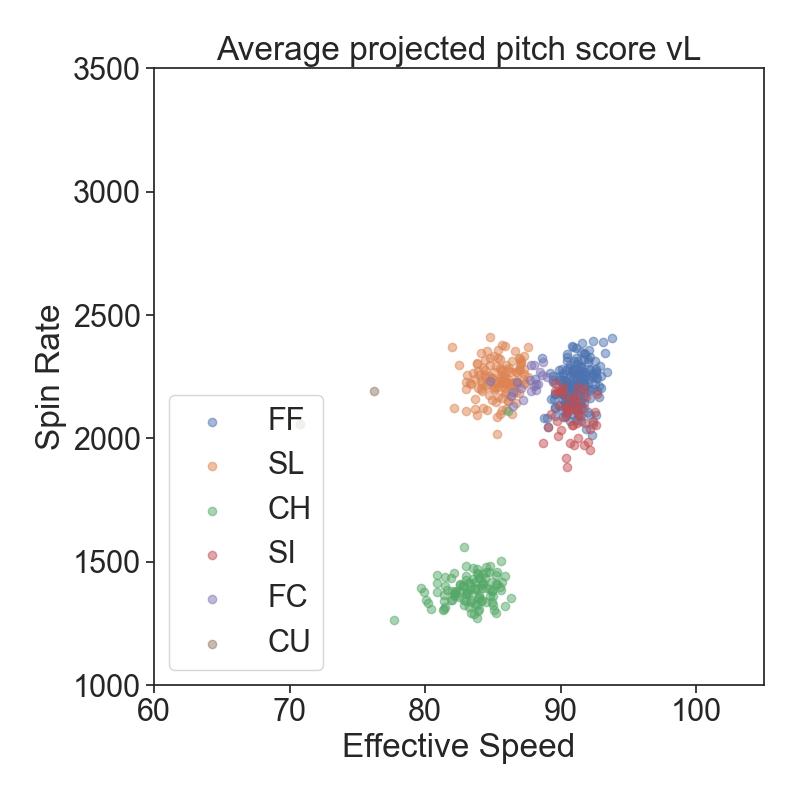 Average projected pitch score vL
3500
3000
2500
2000
1500
1000
Spin Rate
FF
SL
CH
SI
FC
CU
60 70 80 90 100
Effective Speed